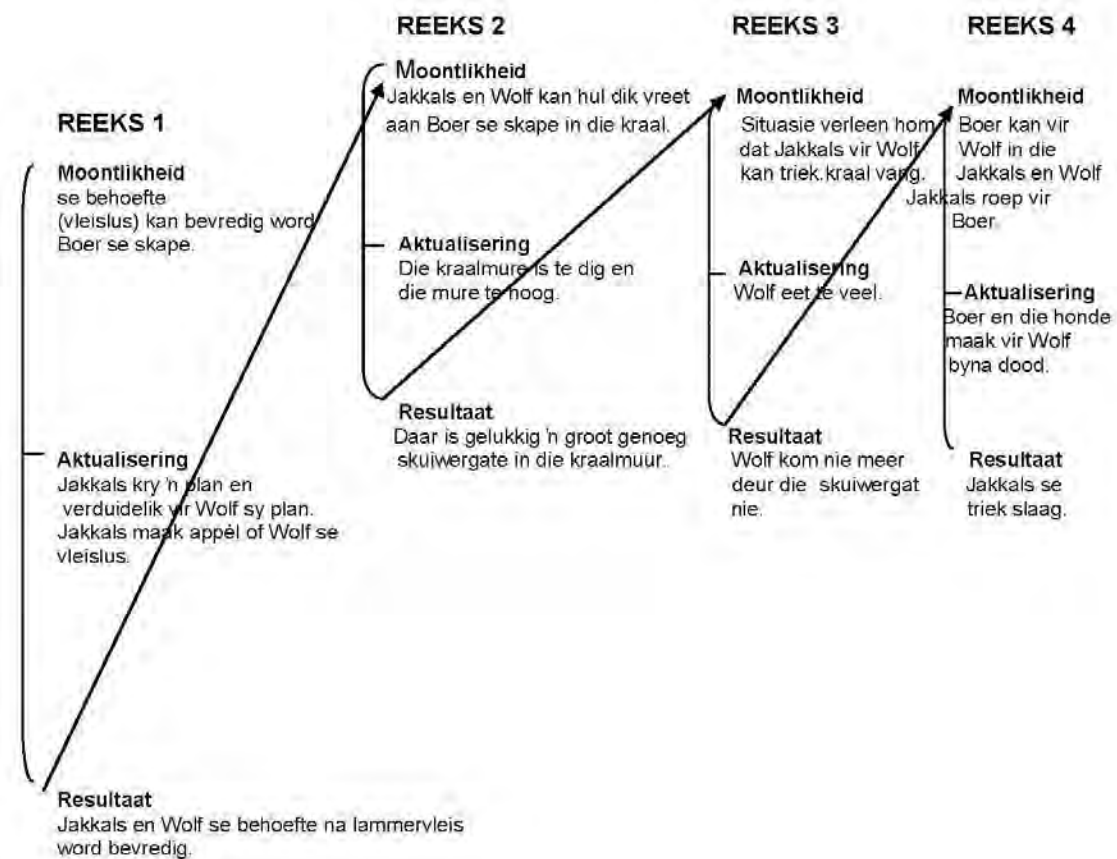 REEKS 1
Moontlikheid
se behoefte
(vleislus) kan bevredig word
Boer se skape.
Aktualisering
Jakkals kry 'n plan en
verduidelik vir Wolf sy plan.
Jakkals maak appèl of Wolf se
vleislus.
Resultaat
Jakkals en Wolf se behoefte na lammervleis
word bevredig.
REEKS 2
Moontlikheid
Jakkals en Wolf kan hul dik vreet
aan Boer se skape in die kraal.
Aktualisering
Die kraalmure is te dig en
die mure te hoog.
Resultaat
Daar is gelukkig 'n groot genoeg
skuiwergate in die kraalmuur.
REEKS 3
Moontlikheid
Situasie verleen hom
dat Jakkals vir Wolf
kan triek.kraal vang.
Aktualisering
Wolf eet te veel.
Resultaat
Wolf kom nie meer
deur die skuiwergat
nie.
REEKS 4
Moontlikheid
Boer kan vir
Wolf in die
Jakkals en Wolf
Jakkals roep vir
Boer.
Aktualisering
Boer en die honde
maak vir Wolf
byna dood.
Resultaat
Jakkals se
triek slaag.